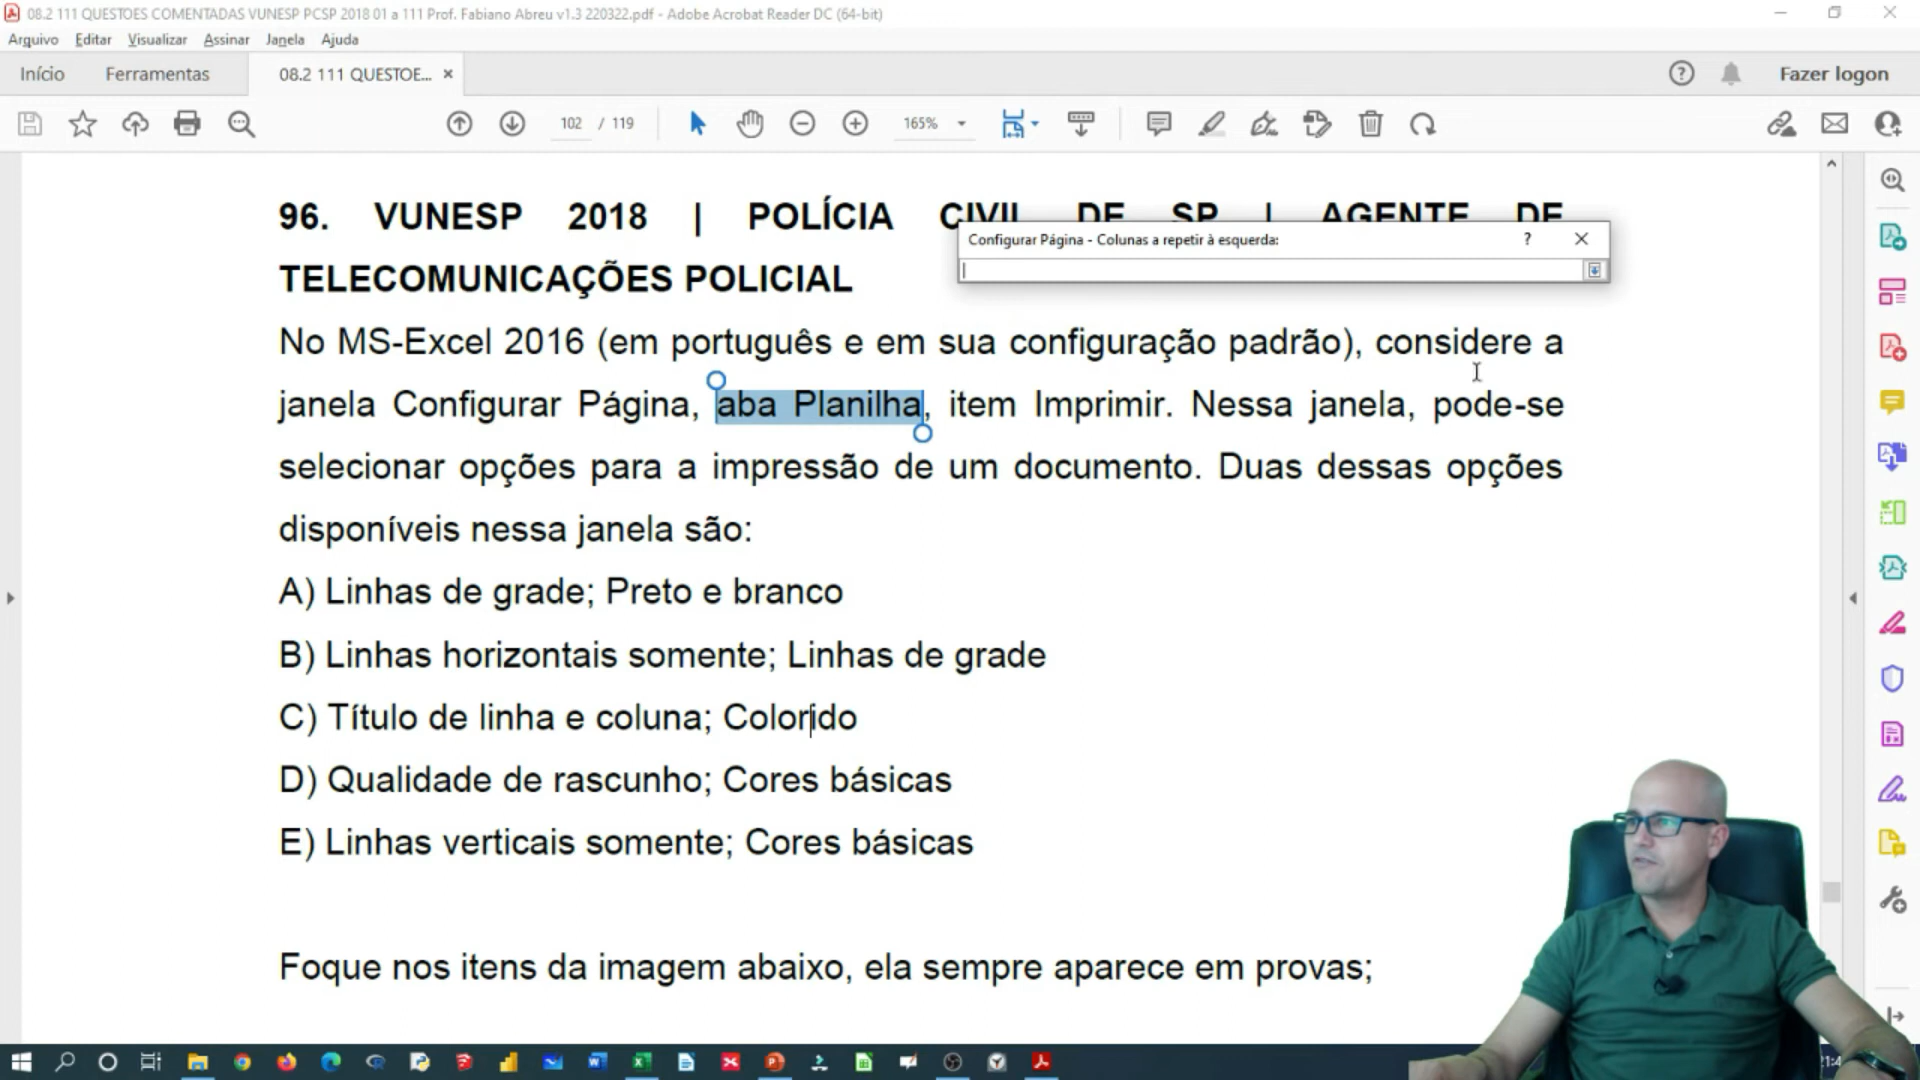 08.2 111 QUESTOES COMENTADAS VUNESP PCSP 2018 01 a 111 Prof. Fabiano Abreu v1.3 220322.pdf - Adobe Acrobat Reader DC (64-bit)
Arquivo Editar Visualizar Assinar Janela Ajuda
Início Ferramentas 08.2 111 QUESTOE... × Fazer logon
102 / 119 165%
96. VUNESP 2018 | POLÍCIA CIVIL DE SP | AGENTE DE
Configurar Página - Colunas a repetir à esquerda:
TELECOMUNICAÇÕES POLICIAL
No MS-Excel 2016 (em português e em sua configuração padrão), considere a
janela Configurar Página, aba Planilha, item Imprimir. Nessa janela, pode-se
selecionar opções para a impressão de um documento. Duas dessas opções
disponíveis nessa janela são:
A) Linhas de grade; Preto e branco
B) Linhas horizontais somente; Linhas de grade
C) Título de linha e coluna; Colorido
D) Qualidade de rascunho; Cores básicas
E) Linhas verticais somente; Cores básicas
Foque nos itens da imagem abaixo, ela sempre aparece em provas;